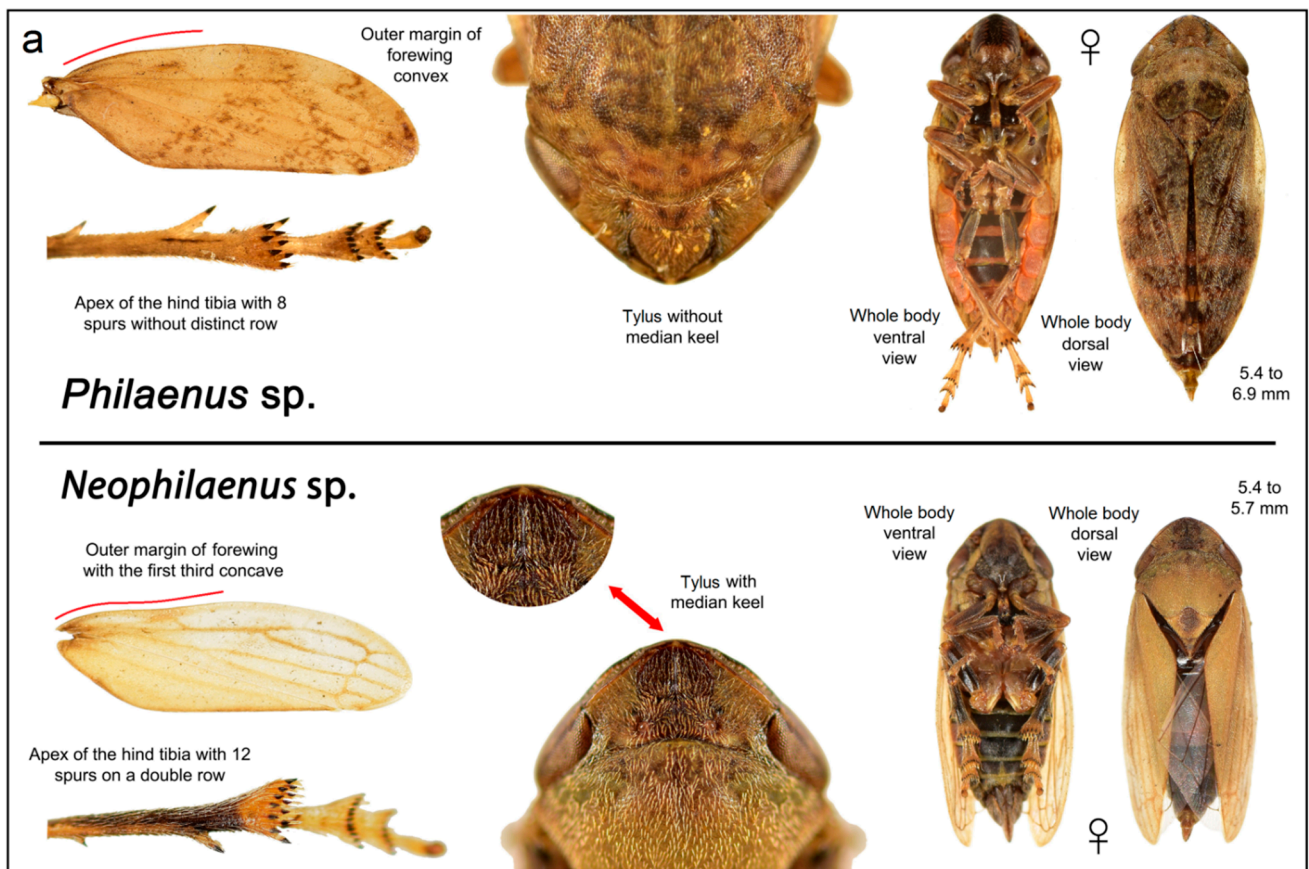 a
Outer margin of
forewing
convex
Apex of the hind tibia with 8
spurs without distinct row
Tylus without
median keel
♀
Whole body
ventral
view
Whole body
dorsal
view
5.4 to
6.9 mm
Philaenus sp.
Neophilaenus sp.
Outer margin of forewing
with the first third concave
Apex of the hind tibia with 12
spurs on a double row
Tylus with
median keel
Whole body
ventral
view
Whole body
dorsal
view
5.4 to
5.7 mm
♀